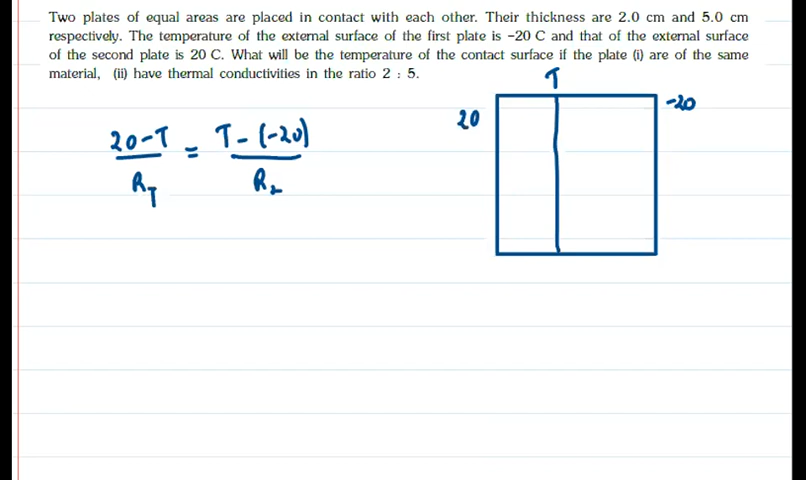 Two plates of equal areas are placed in contact with each other. Their thickness are 2.0 cm and 5.0 cm
respectively. The temperature of the external surface of the first plate is −20 C and that of the external surface
of the second plate is 20 C. What will be the temperature of the contact surface if the plate (i) are of the same
material, (ii) have thermal conductivities in the ratio 2 : 5.
T
20
-20
20-T / R_T = T-(-20) / R_2